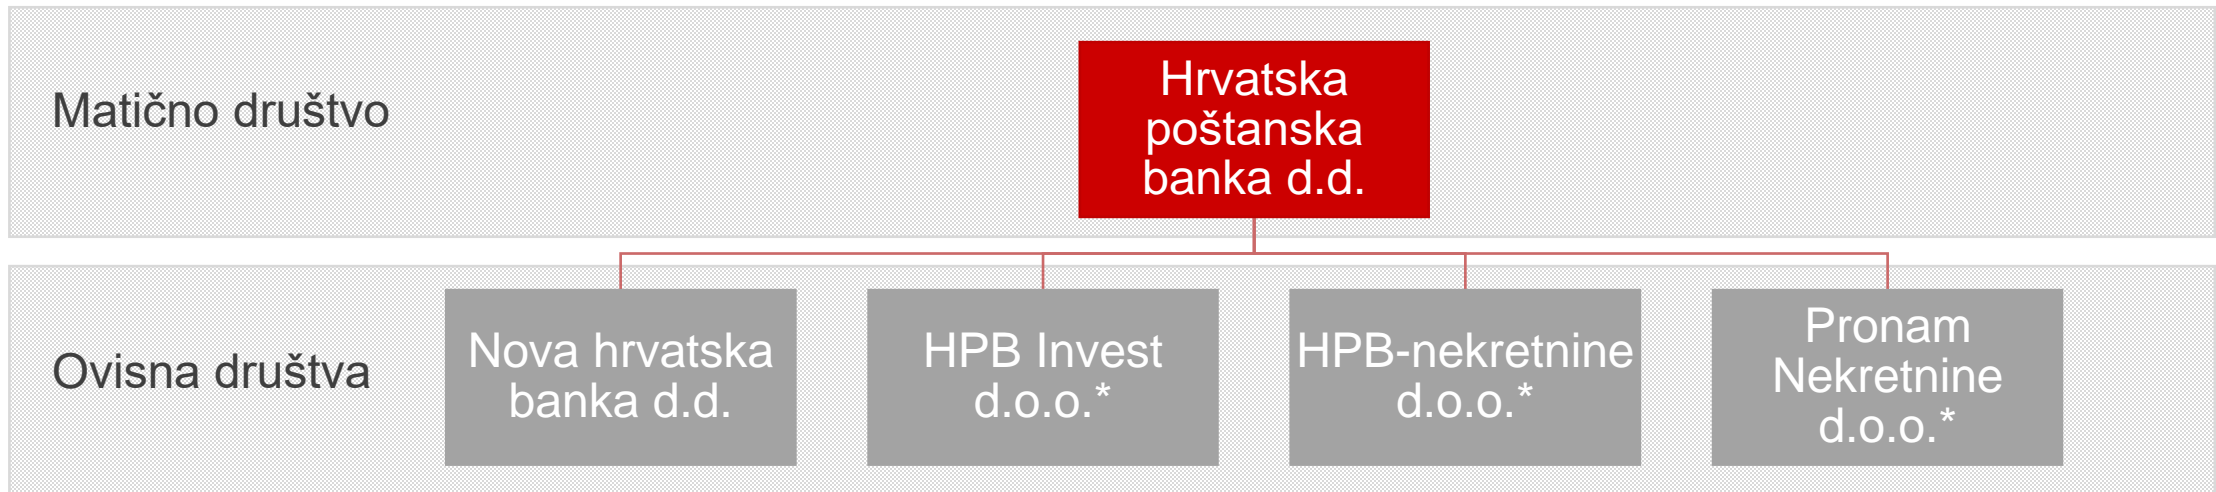 Matično društvo
Hrvatska
poštanska
banka d.d.
Ovisna društva
Nova hrvatska
banka d.d.
HPB Invest
d.o.o.*
HPB-nekretnine
d.o.o.*
Pronam
Nekretnine
d.o.o.*